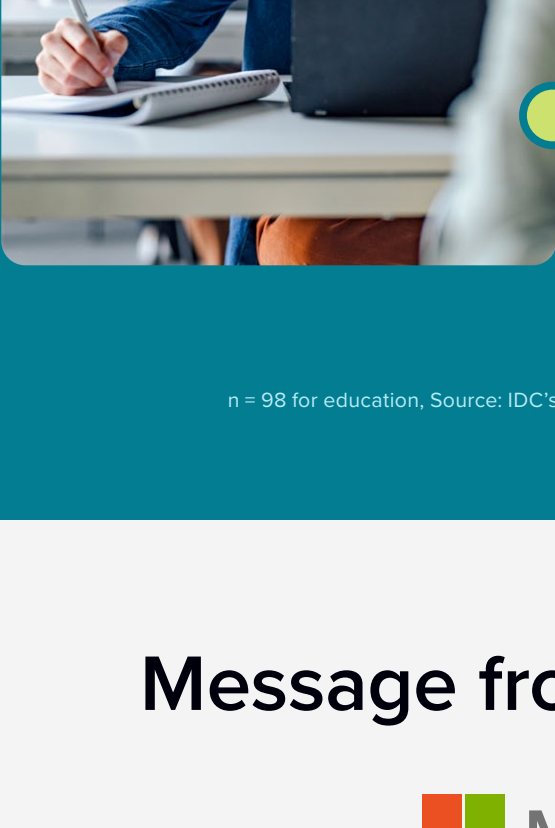 n = 98 for education, Source: IDC’s
Message fro